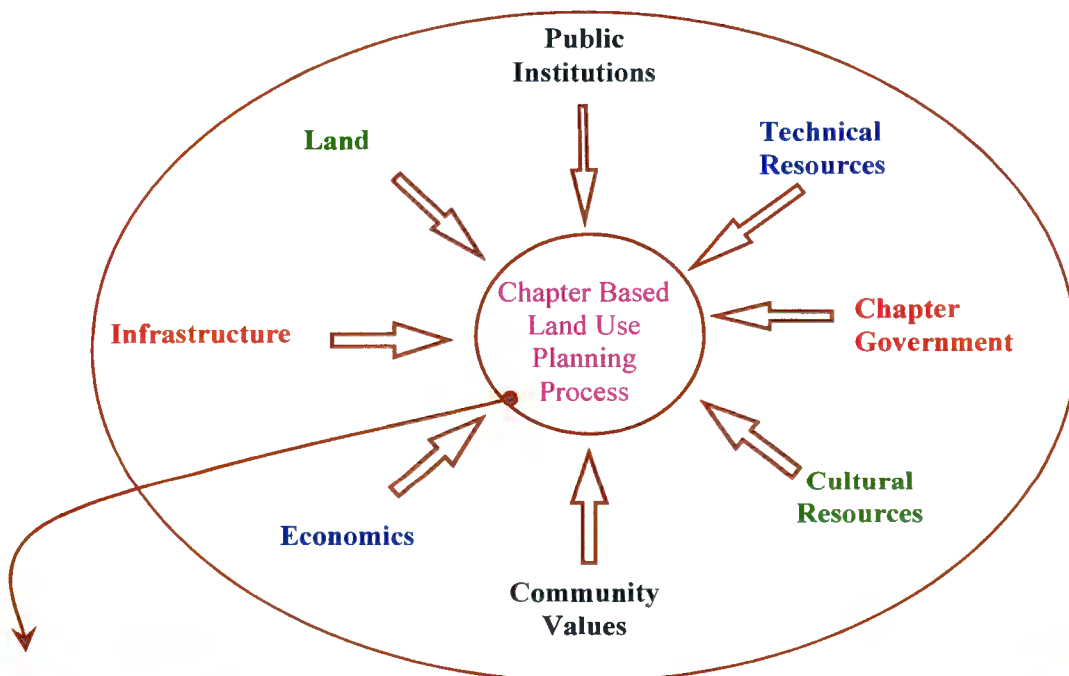 Public
Institutions
Land
Technical
Resources
Chapter Based
Land Use
Planning
Process
Infrastructure
Chapter
Government
Economics
Cultural
Resources
Community
Values